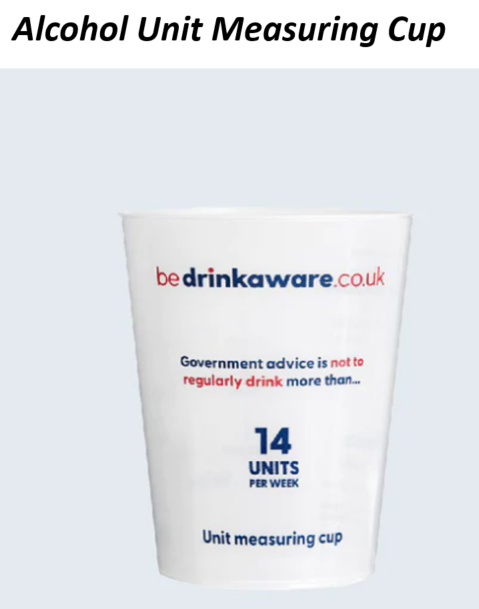 Alcohol Unit Measuring Cup
bedrinkaware.co.uk
Government advice is not to
regularly drink more than...
14
UNITS
PER WEEK
Unit measuring cup